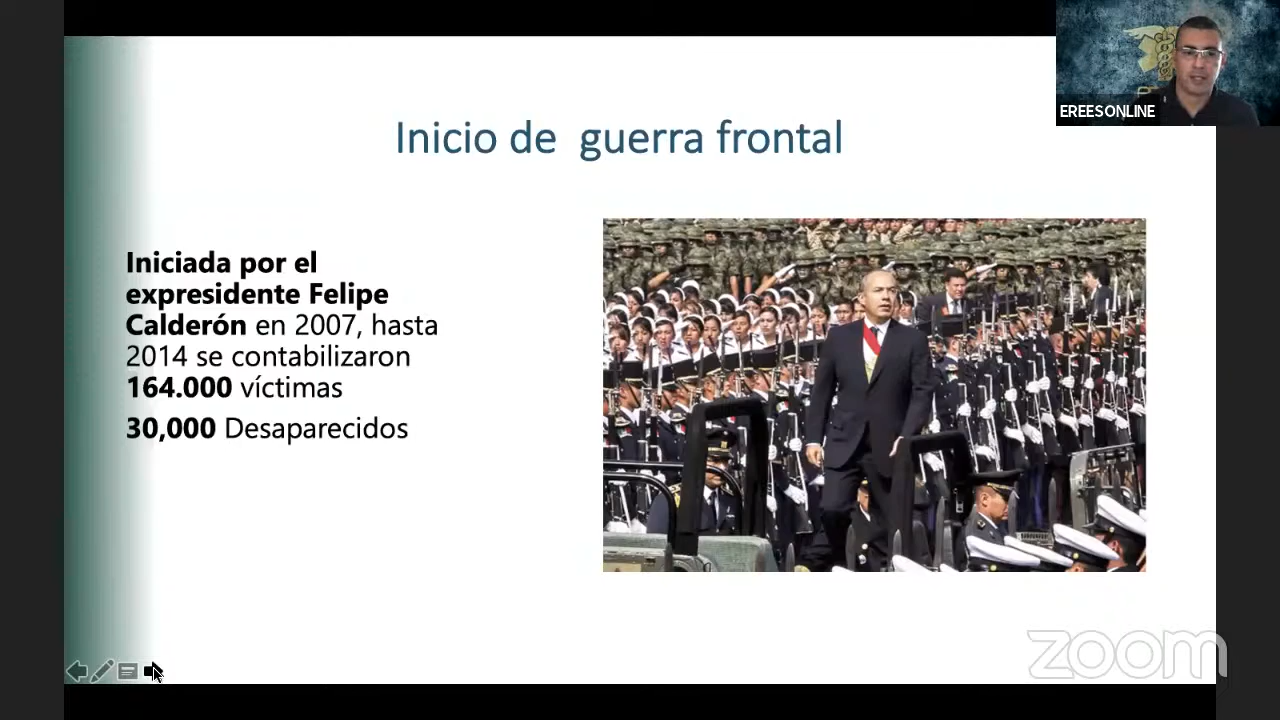 EREESONLINE
Inicio de  guerra frontal
Iniciada por el
expresidente Felipe
Calderón en 2007, hasta
2014 se contabilizaron
164.000 víctimas
30,000 Desaparecidos
zoom